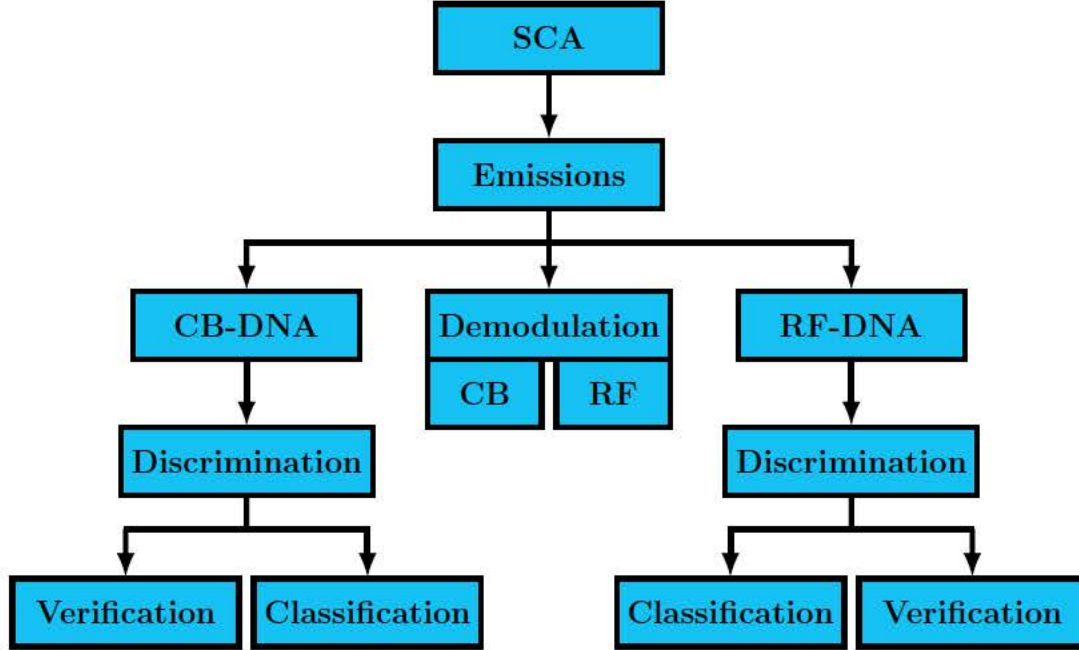 SCA
Emissions
CB-DNA
Demodulation
RF-DNA
CB
RF
Discrimination
Discrimination
Verification
Classification
Classification
Verification